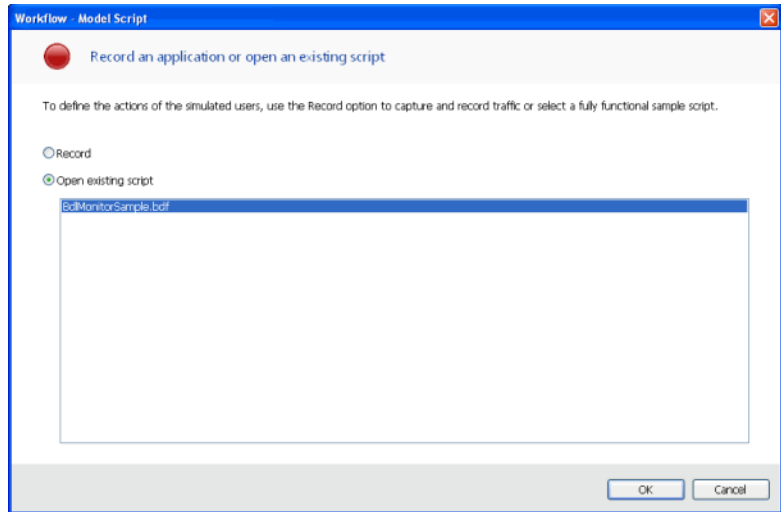 Workflow - Model Script
Record an application or open an existing script
To define the actions of the simulated users, use the Record option to capture and record traffic or select a fully functional sample script.
Record
Open existing script
BdlMonitorSample.bdf
OK
Cancel